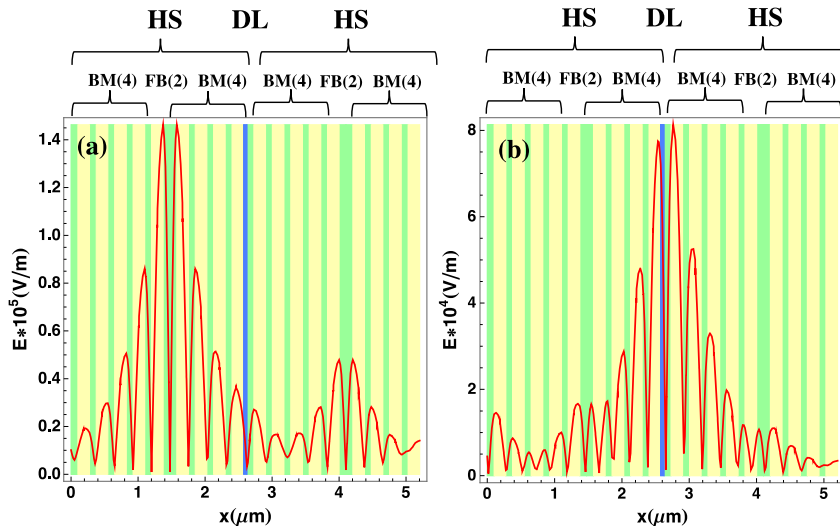 HS DL HS
BM(4) FB(2) BM(4) BM(4) FB(2) BM(4)
(a)
1.4
1.2
1.0
0.8
0.6
0.4
0.2
0.0
E*10⁵(V/m)
0 1 2 3 4 5
x(μm)
HS DL HS
BM(4) FB(2) BM(4) BM(4) FB(2) BM(4)
(b)
8
6
4
2
0
E*10⁴(V/m)
0 1 2 3 4 5
x(μm)